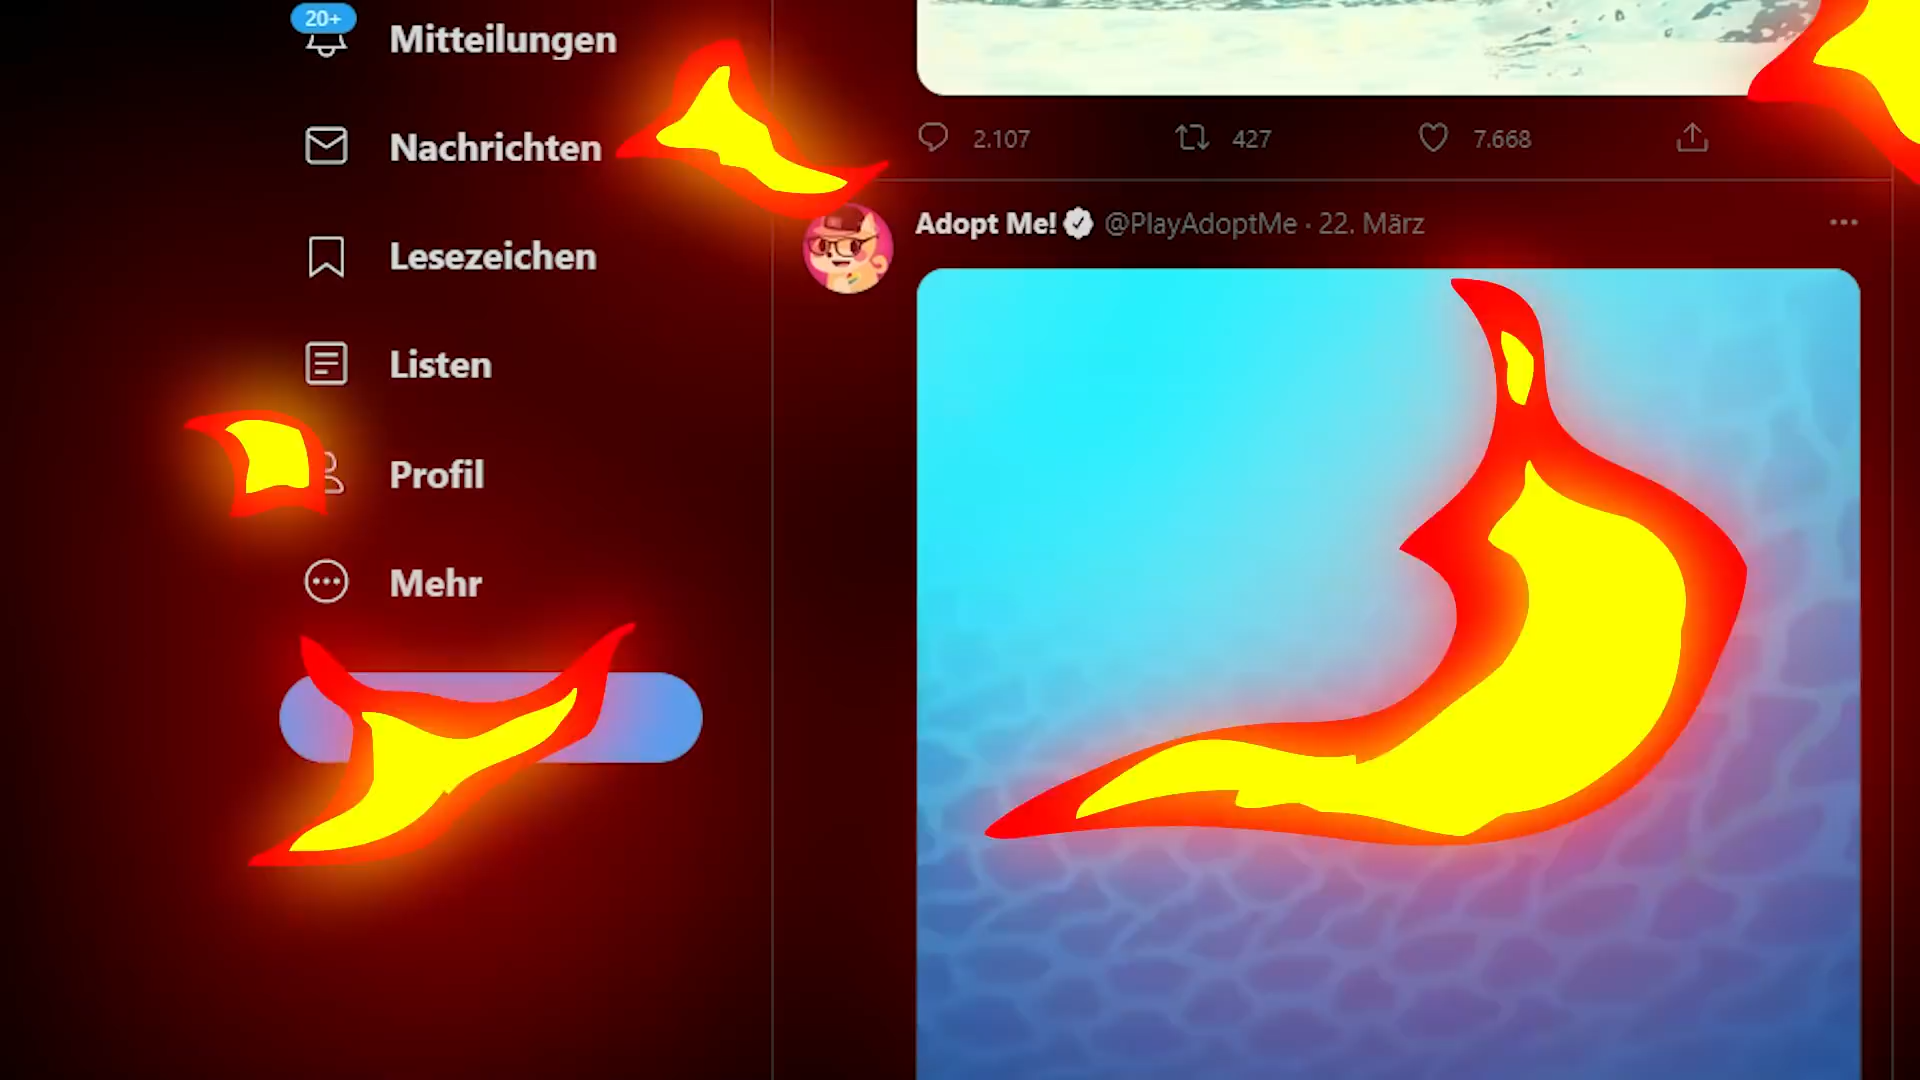 20+
Mitteilungen
Nachrichten
Lesezeichen
Listen
Profil
Mehr
2.107 427 7.668
Adopt Me! @PlayAdoptMe · 22. März